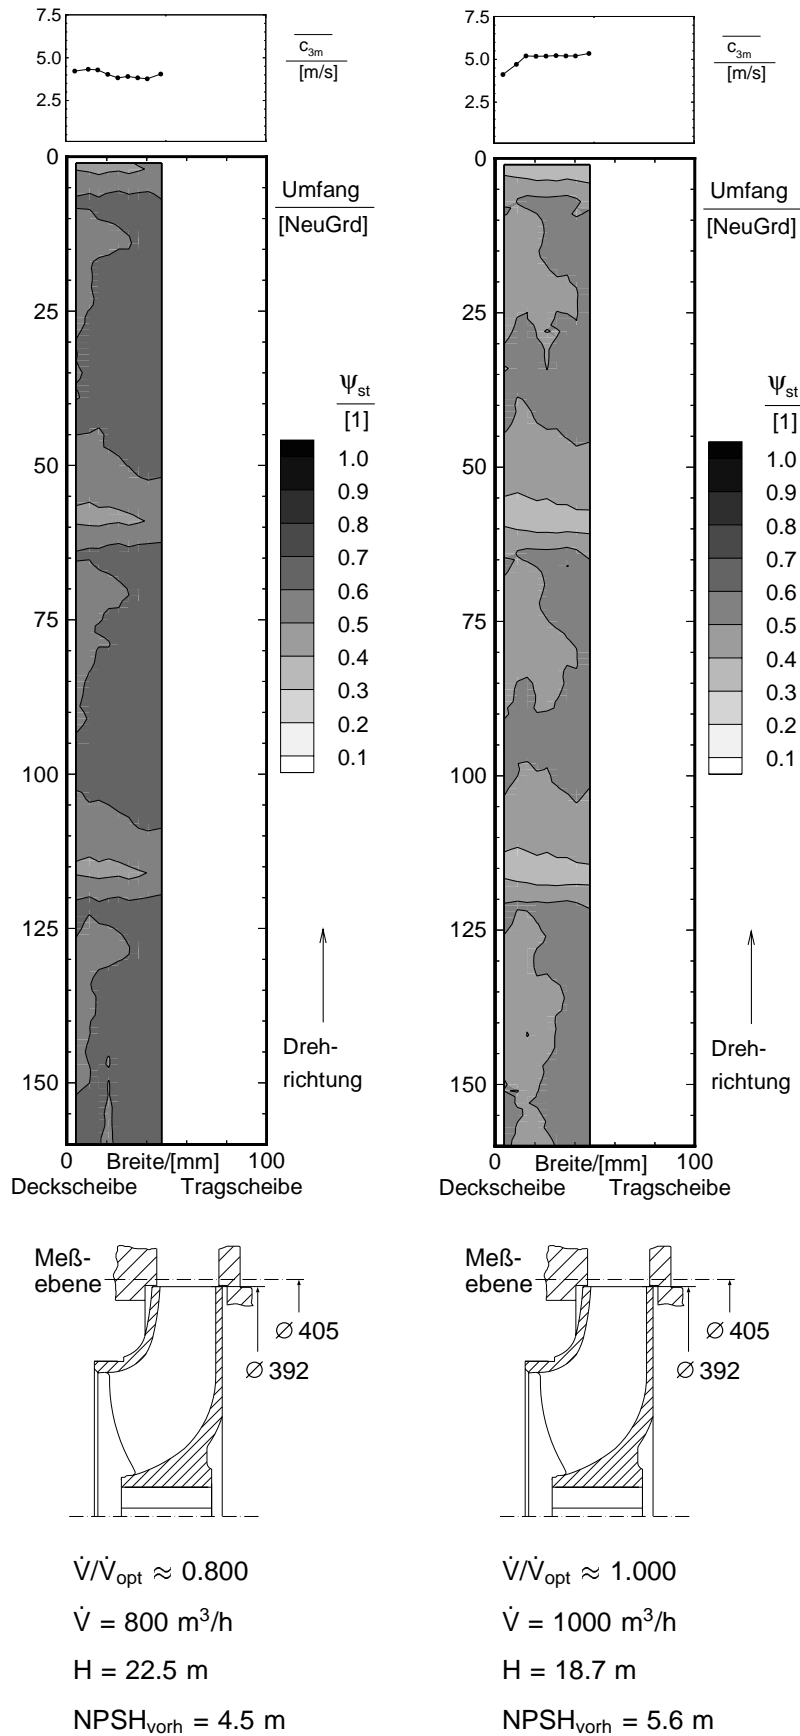 7.5
5.0
2.5
c3m
[m/s]
0
25
50
75
100
125
150
Umfang
[NeuGrd]
Ψst
[1]
1.0
0.9
0.8
0.7
0.6
0.5
0.4
0.3
0.2
0.1
Dreh-
richtung
0 Breite/[mm] 100
Deckscheibe Tragscheibe
Meß-
ebene
∅ 405
∅ 392
V̇/V̇opt ≈ 0.800
V̇ = 800 m³/h
H = 22.5 m
NPSHvorh = 4.5 m
7.5
5.0
2.5
c3m
[m/s]
0
25
50
75
100
125
150
Umfang
[NeuGrd]
Ψst
[1]
1.0
0.9
0.8
0.7
0.6
0.5
0.4
0.3
0.2
0.1
Dreh-
richtung
0 Breite/[mm] 100
Deckscheibe Tragscheibe
Meß-
ebene
∅ 405
∅ 392
V̇/V̇opt ≈ 1.000
V̇ = 1000 m³/h
H = 18.7 m
NPSHvorh = 5.6 m